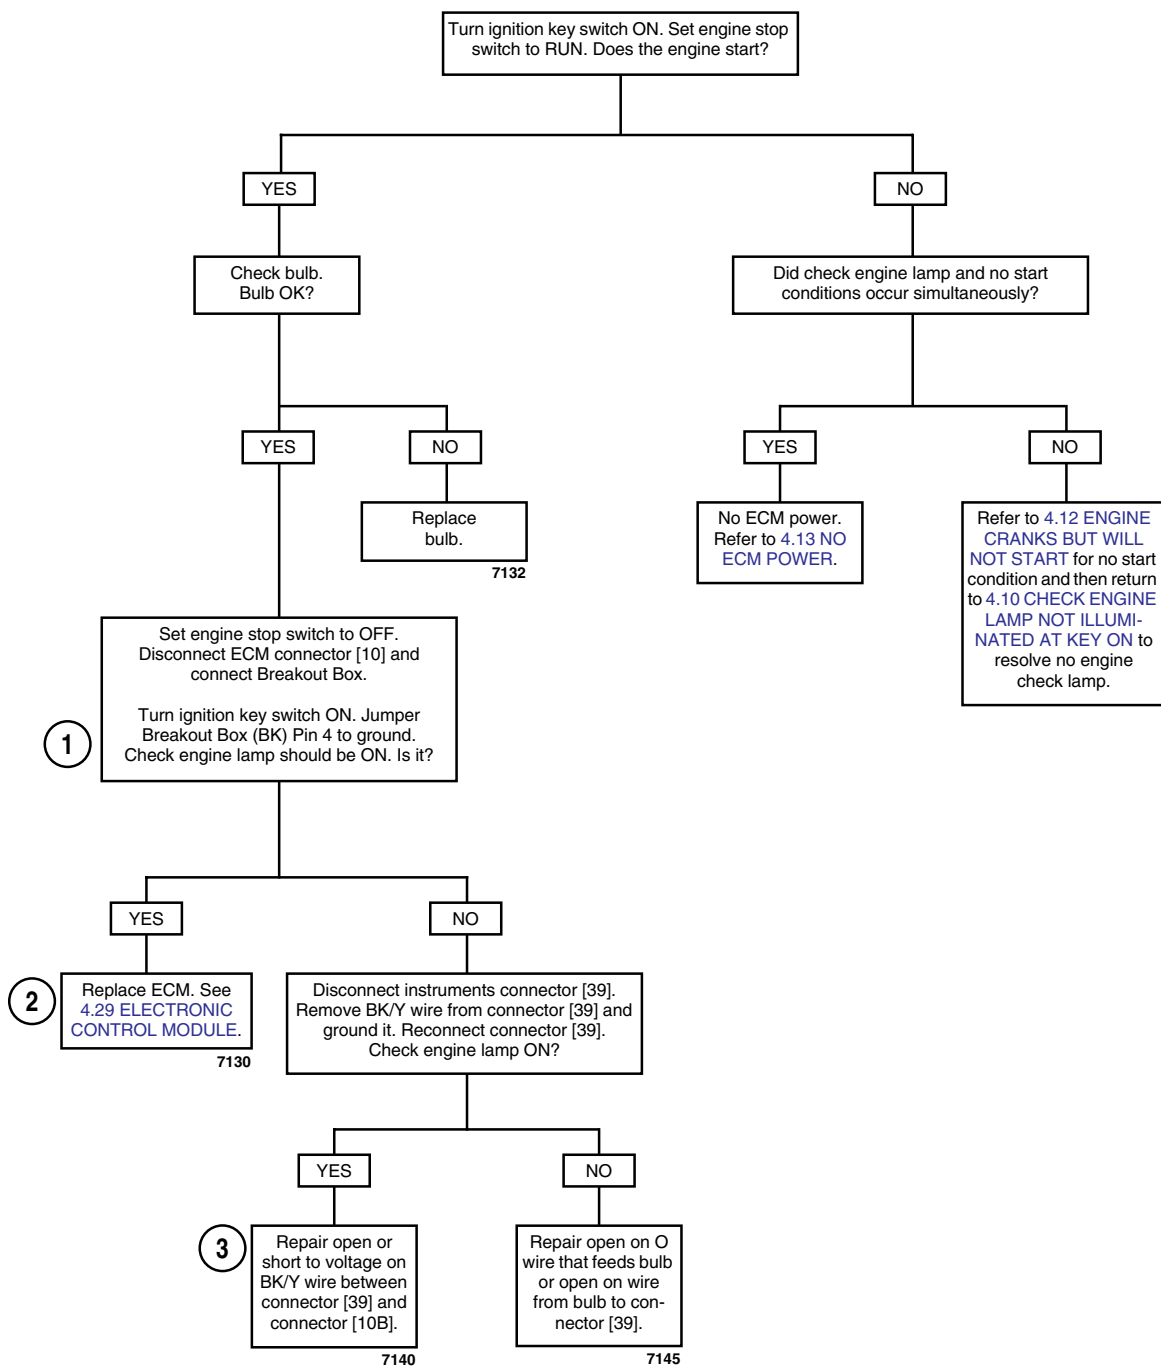 Turn ignition key switch ON. Set engine stop
switch to RUN. Does the engine start?
YES
NO
Check bulb.
Bulb OK?
Did check engine lamp and no start
conditions occur simultaneously?
YES
NO
YES
NO
Replace
bulb.
7132
No ECM power.
Refer to 4.13 NO
ECM POWER.
Refer to 4.12 ENGINE
CRANKS BUT WILL
NOT START for no start
condition and then return
to 4.10 CHECK ENGINE
LAMP NOT ILLUMI-
NATED AT KEY ON to
resolve no engine
check lamp.
1
Set engine stop switch to OFF.
Disconnect ECM connector [10] and
connect Breakout Box.
Turn ignition key switch ON. Jumper
Breakout Box (BK) Pin 4 to ground.
Check engine lamp should be ON. Is it?
YES
NO
2
Replace ECM. See
4.29 ELECTRONIC
CONTROL MODULE.
7130
Disconnect instruments connector [39].
Remove BK/Y wire from connector [39] and
ground it. Reconnect connector [39].
Check engine lamp ON?
YES
NO
3
Repair open or
short to voltage on
BK/Y wire between
connector [39] and
connector [10B].
7140
Repair open on O
wire that feeds bulb
or open on wire
from bulb to con-
nector [39].
7145